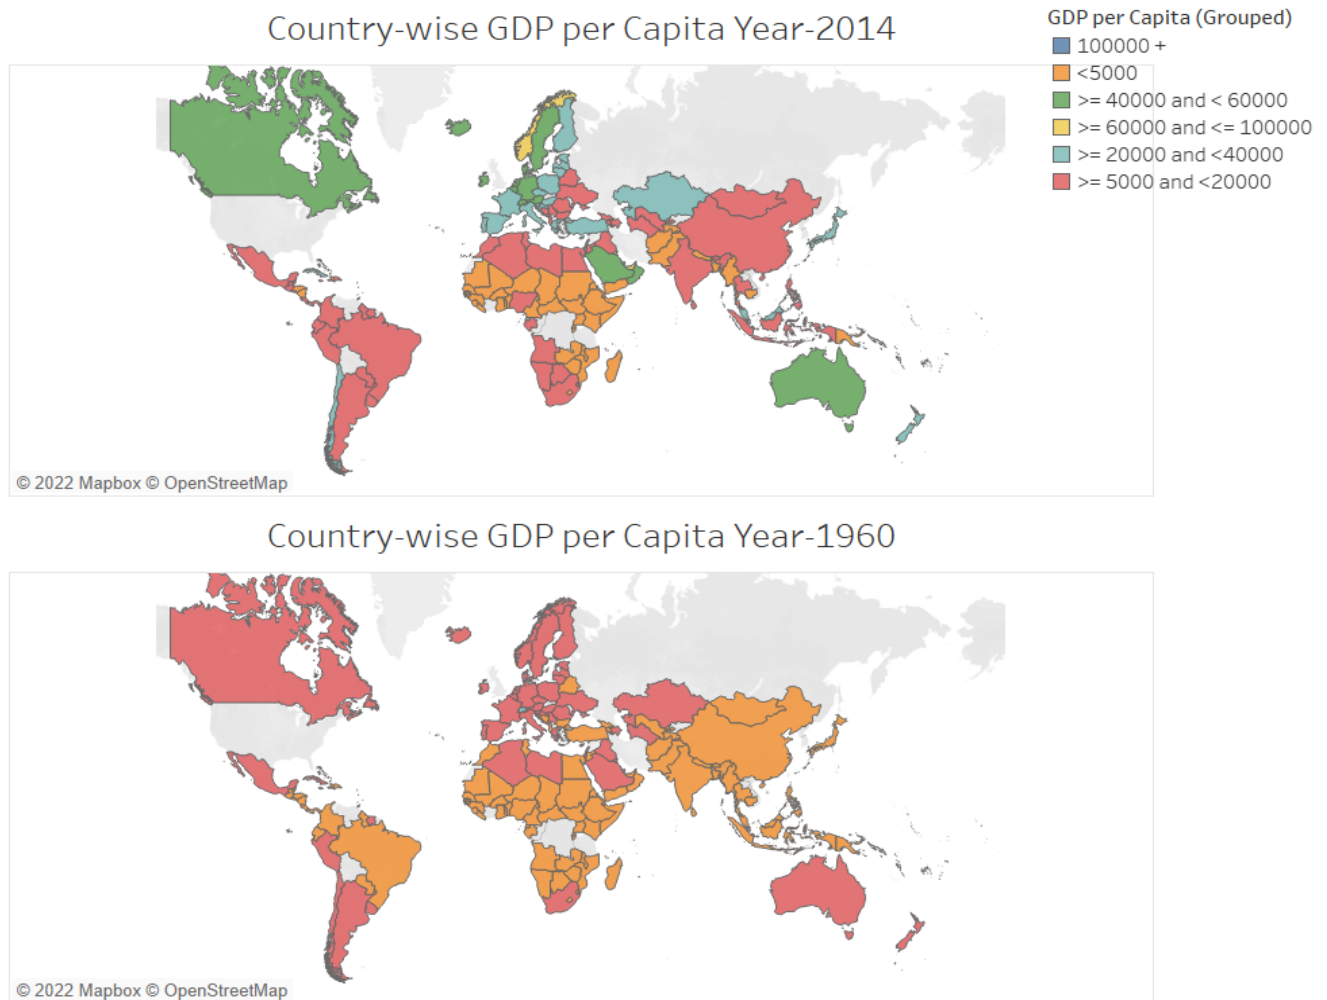 Country-wise GDP per Capita Year-2014
GDP per Capita (Grouped)
100000 +
<5000
>= 40000 and < 60000
>= 60000 and <= 100000
>= 20000 and <40000
>= 5000 and <20000
© 2022 Mapbox © OpenStreetMap
Country-wise GDP per Capita Year-1960
© 2022 Mapbox © OpenStreetMap